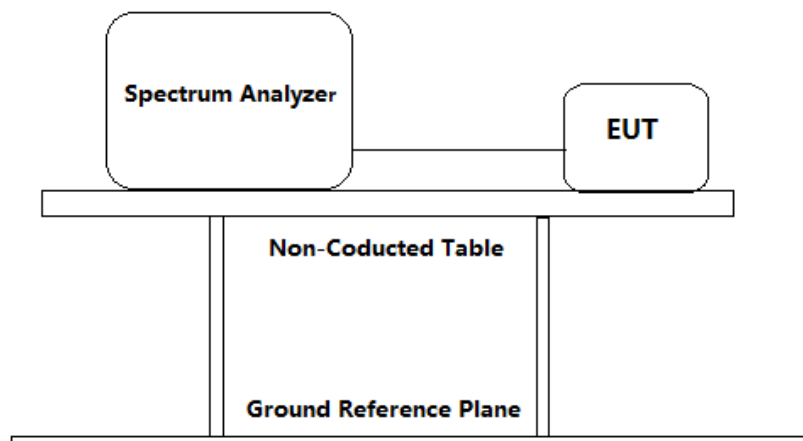 Spectrum Analyzer
EUT
Non-Coducted Table
Ground Reference Plane